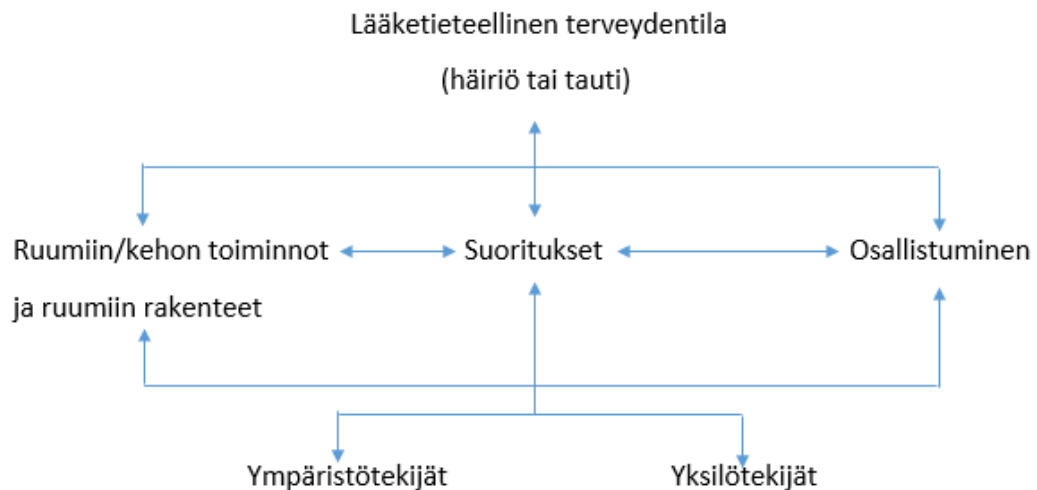 Lääketieteellinen terveydentila
(häiriö tai tauti)
Ruumiin/kehon toiminnot
ja ruumiin rakenteet
Suoritukset
Osallistuminen
Ympäristötekijät
Yksilötekijät